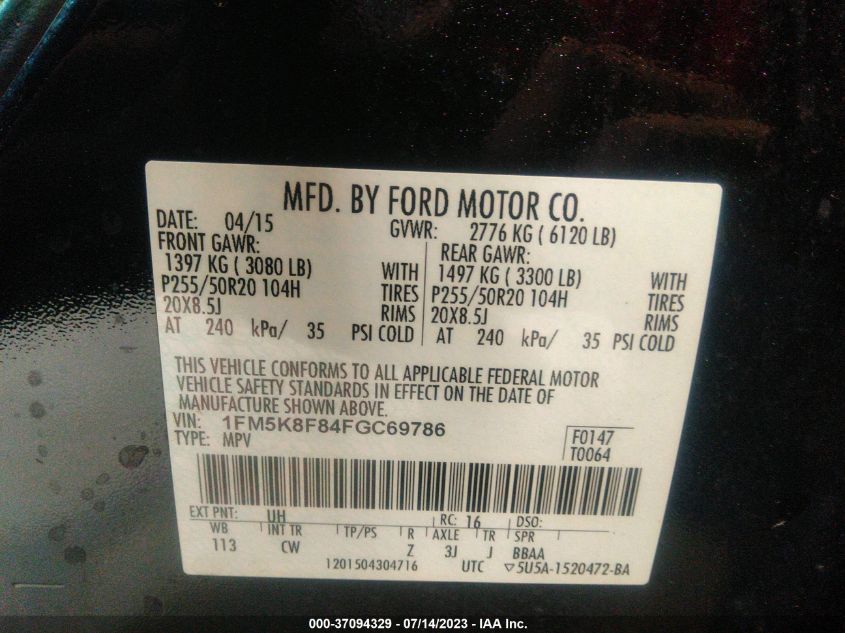 MFD. BY FORD MOTOR CO.
DATE: 04/15 GVWR: 2776 KG ( 6120 LB)
FRONT GAWR: REAR GAWR:
1397 KG ( 3080 LB) WITH 1497 KG ( 3300 LB) WITH
P255/50R20 104H TIRES P255/50R20 104H TIRES
20X8.5J RIMS 20X8.5J RIMS
AT 240 kPa/ 35 PSI COLD AT 240 kPa/ 35 PSI COLD
THIS VEHICLE CONFORMS TO ALL APPLICABLE FEDERAL MOTOR
VEHICLE SAFETY STANDARDS IN EFFECT ON THE DATE OF
MANUFACTURE SHOWN ABOVE.
VIN: 1FM5K8F84FGC69786 F0147
TYPE: MPV T0064
EXT PNT: UH RC: 16 DSO:
WB INT TR TP/PS R AXLE TR SPR
113 CW Z 3J J BBAA
1201504304716 UTC ▽5U5A-1520472-BA
000-37094329 / 07/14/2023 - IAA Inc.